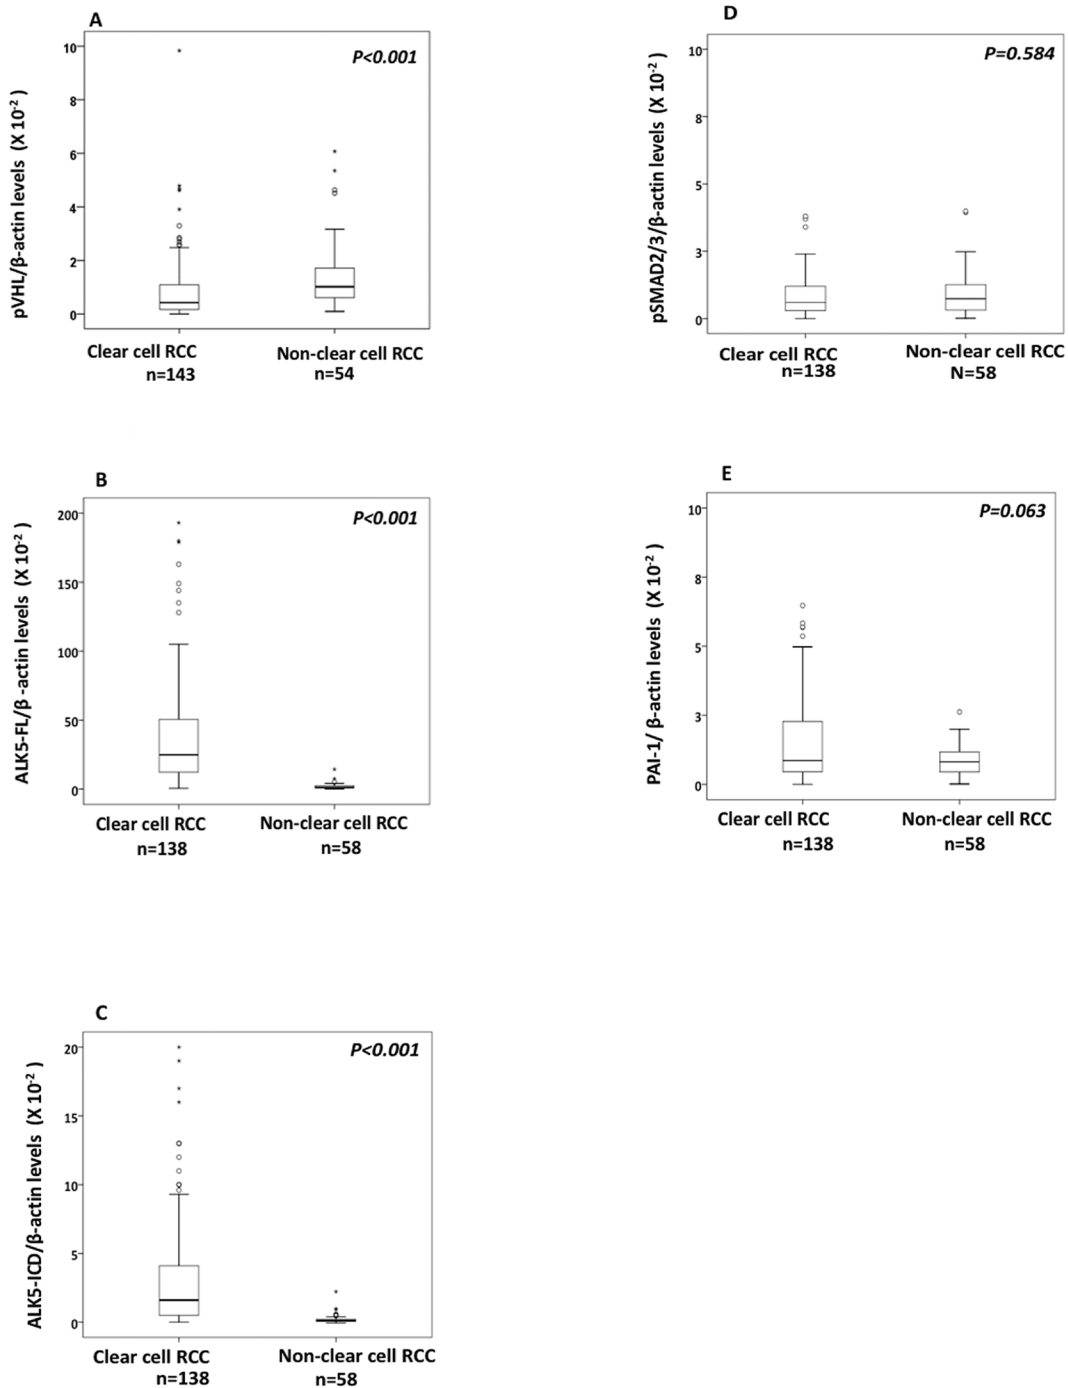 A
P<0.001
pVHL/β-actin levels (X 10-2 )
10
8
6
4
2
0
Clear cell RCC
n=143
Non-clear cell RCC
n=54
D
P=0.584
pSMAD2/3/β-actin levels (X 10-2 )
10
8
5
3
0
Clear cell RCC
n=138
Non-clear cell RCC
N=58
B
P<0.001
ALK5-FL/β -actin levels (X 10-2 )
200
150
100
50
0
Clear cell RCC
n=138
Non-clear cell RCC
n=58
E
P=0.063
PAI-1/ β-actin levels (X 10-2 )
10
8
5
3
0
Clear cell RCC
n=138
Non-clear cell RCC
n=58
C
P<0.001
ALK5-ICD/β-actin levels (X 10-2 )
20
15
10
5
0
Clear cell RCC
n=138
Non-clear cell RCC
n=58